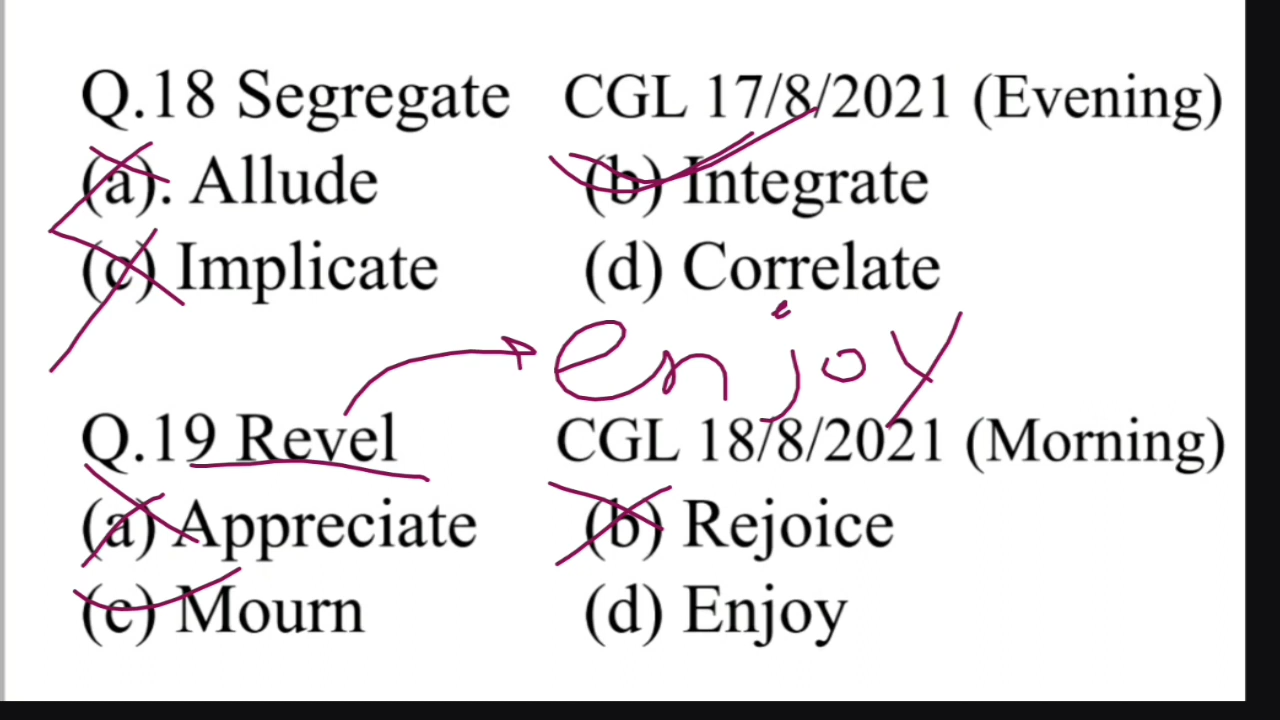 Q.18 Segregate CGL 17/8/2021 (Evening)
(a). Allude (b) Integrate
(c) Implicate (d) Correlate
enjoy
Q.19 Revel CGL 18/8/2021 (Morning)
(a) Appreciate (b) Rejoice
(c) Mourn (d) Enjoy